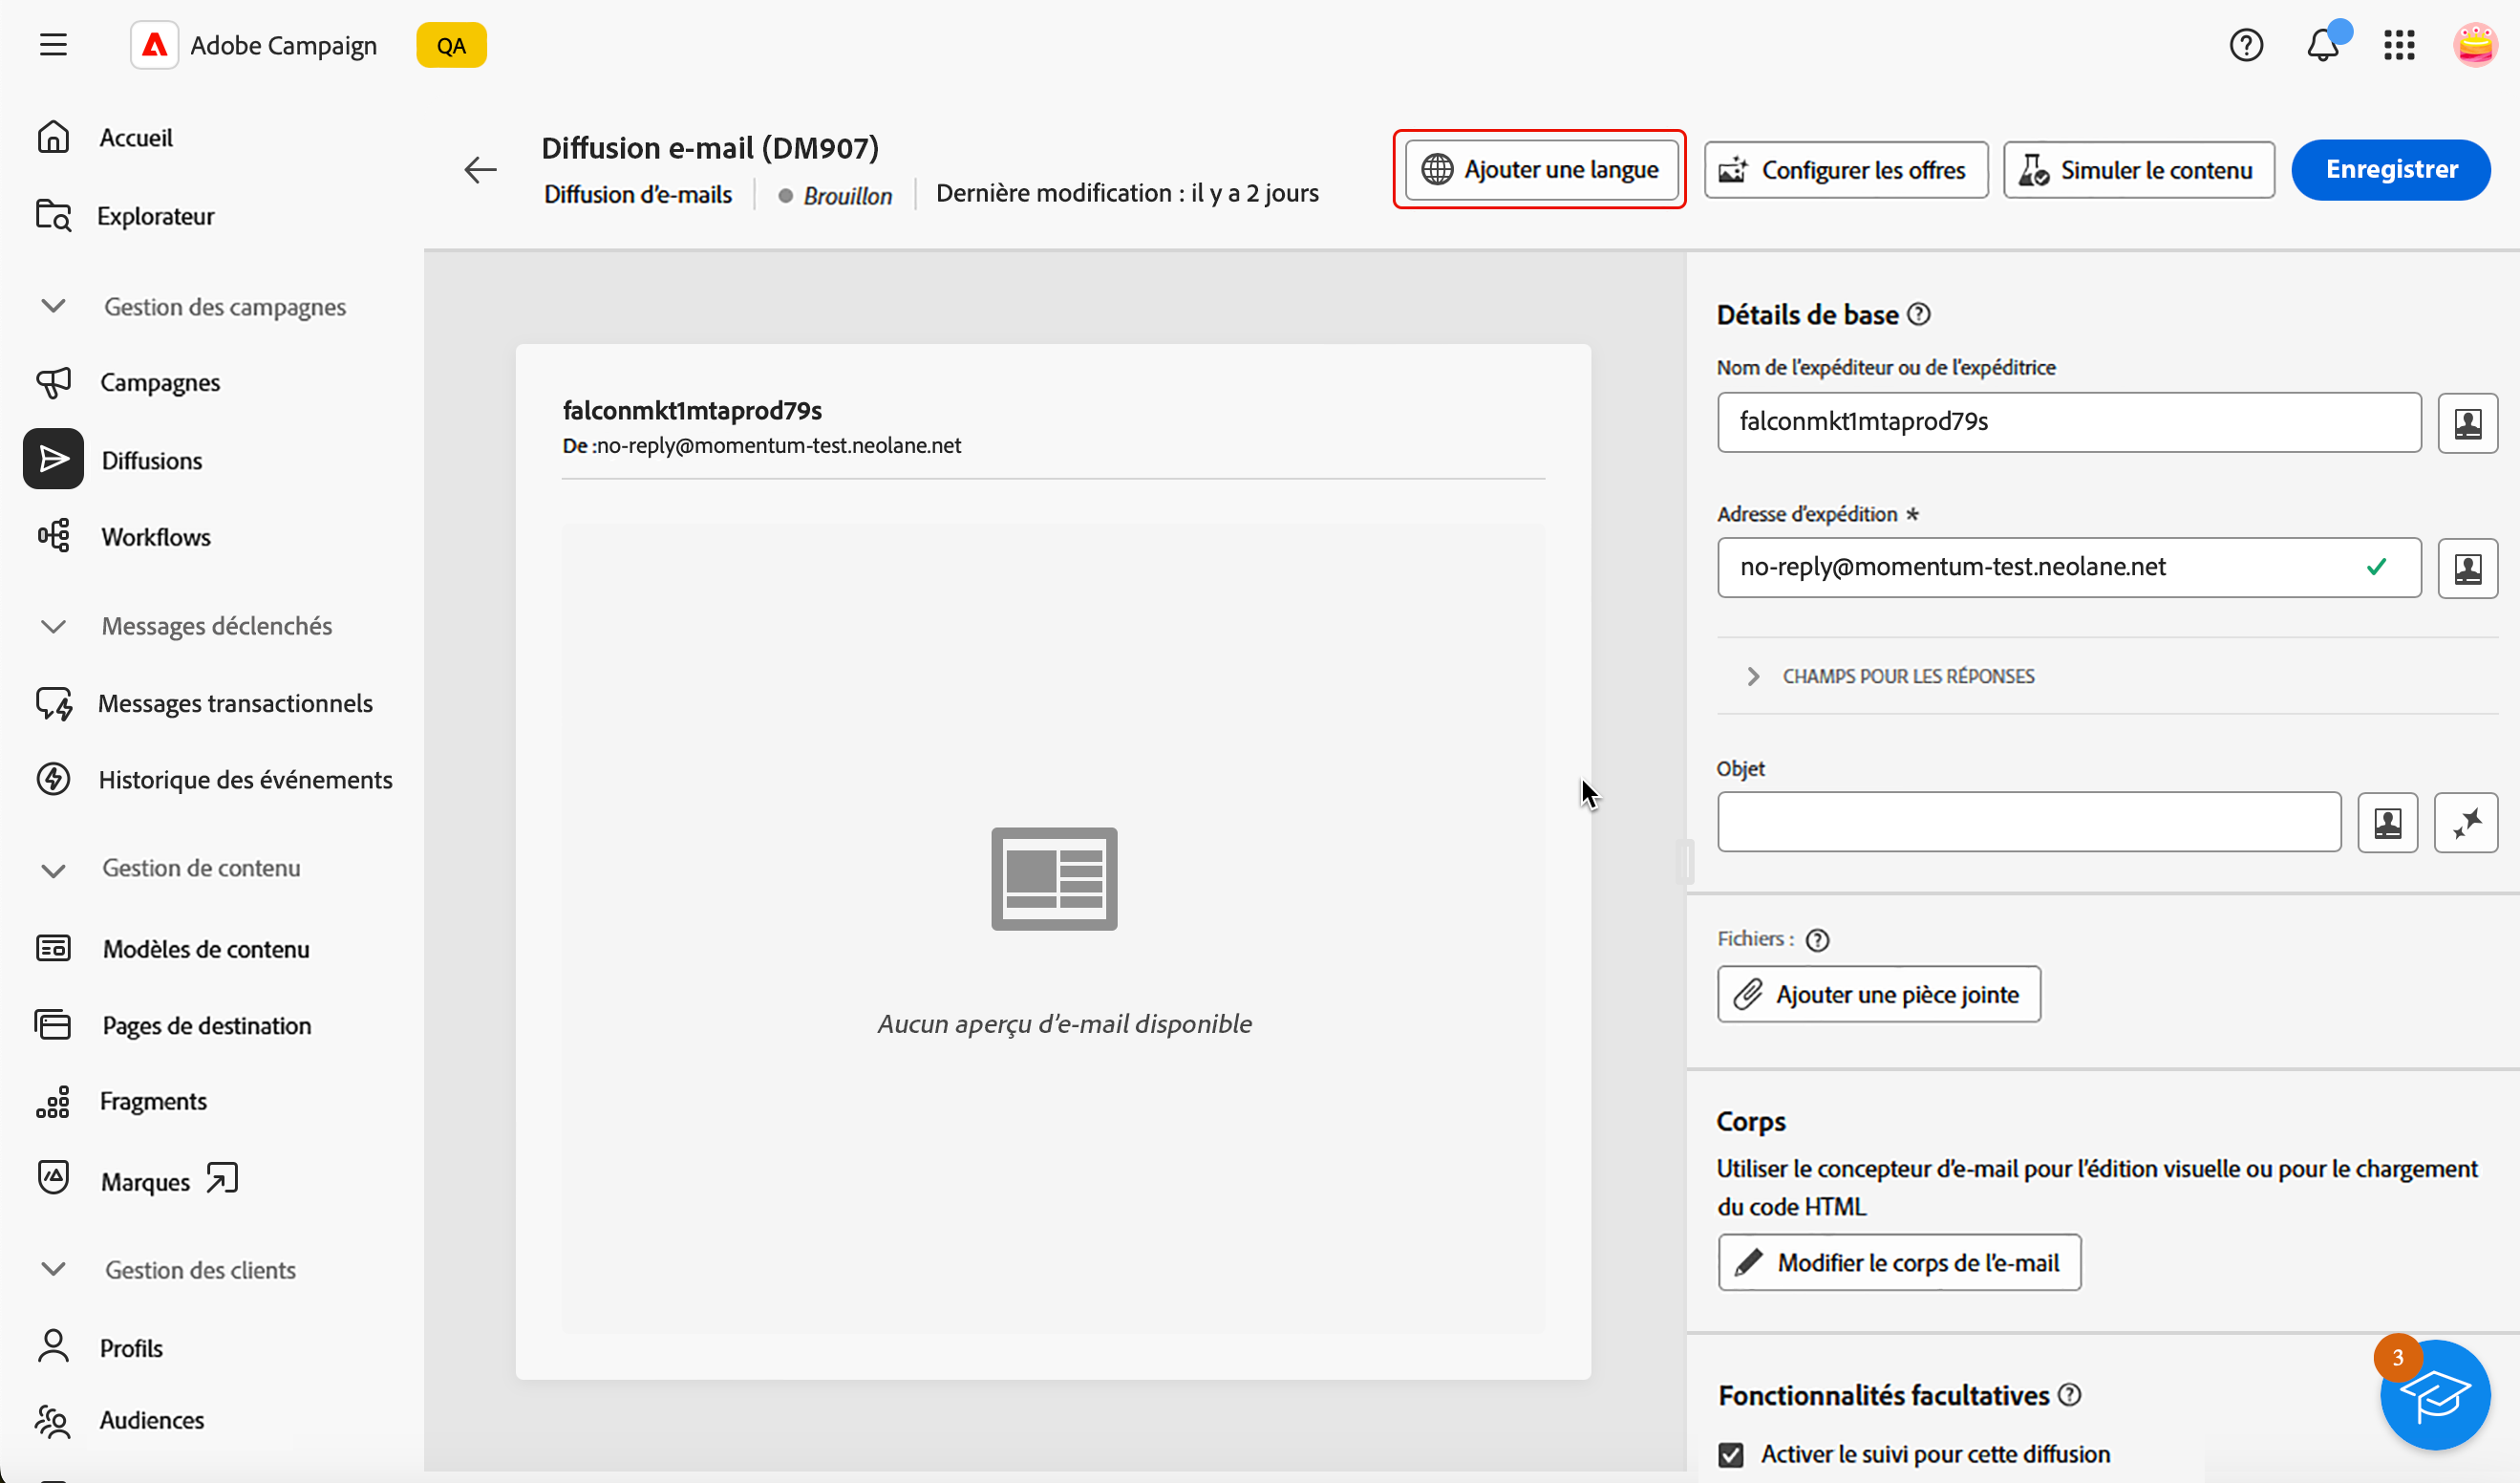 Adobe Campaign
QA
Accueil
Explorateur
Gestion des campagnes
Campagnes
Diffusions
Workflows
Messages déclenchés
Messages transactionnels
Historique des événements
Gestion de contenu
Modèles de contenu
Pages de destination
Fragments
Marques
Gestion des clients
Profils
Audiences
Diffusion e-mail (DM907)
Diffusion d'e-mails
Brouillon
Dernière modification : il y a 2 jours
Ajouter une langue
Configurer les offres
Simuler le contenu
Enregistrer
falconmkt1mtaprod79s
De :no-reply@momentum-test.neolane.net
Aucun aperçu d'e-mail disponible
Détails de base
Nom de l'expéditeur ou de l'expéditrice
falconmkt1mtaprod79s
Adresse d'expédition *
no-reply@momentum-test.neolane.net
CHAMPS POUR LES RÉPONSES
Objet
Fichiers :
Ajouter une pièce jointe
Corps
Utiliser le concepteur d'e-mail pour l'édition visuelle ou pour le chargement
du code HTML
Modifier le corps de l'e-mail
3
Fonctionnalités facultatives
Activer le suivi pour cette diffusion